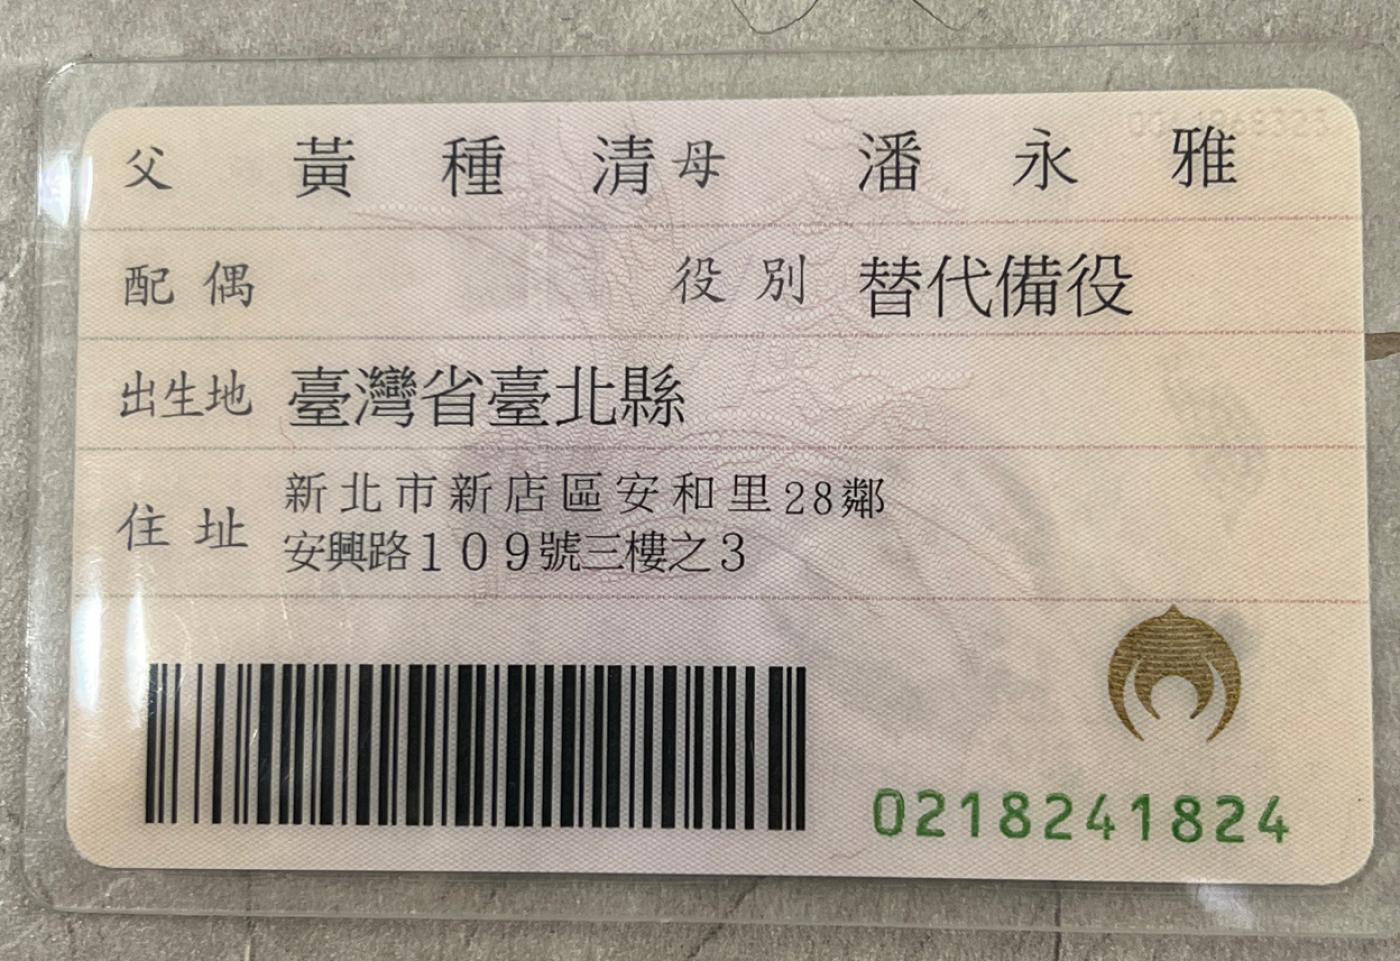 父 黃種清 母 潘永雅
配偶 役別 替代備役
出生地 臺灣省臺北縣
住址 新北市新店區安和里28鄰
安興路109號三樓之3
0218241824